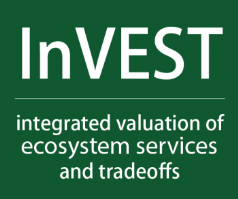 InVEST
integrated valuation of
ecosystem services
and tradeoffs